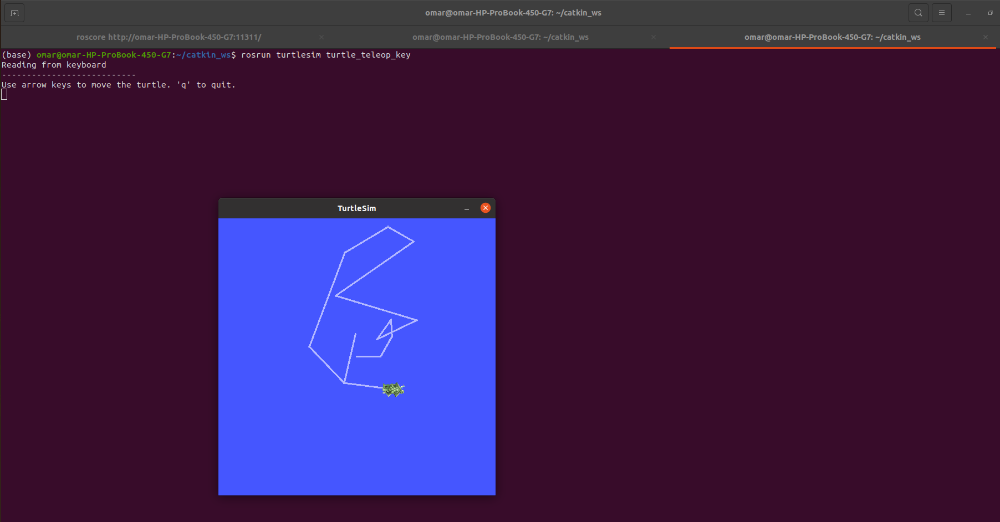 omar@omar-HP-ProBook-450-G7: ~/catkin_ws
roscore http://omar-HP-ProBook-450-G7:11311/
omar@omar-HP-ProBook-450-G7: ~/catkin_ws
omar@omar-HP-ProBook-450-G7: ~/catkin_ws
(base) omar@omar-HP-ProBook-450-G7:~/catkin_ws$ rosrun turtlesim turtle_teleop_key
Reading from keyboard
---------------------------
Use arrow keys to move the turtle. 'q' to quit.
TurtleSim